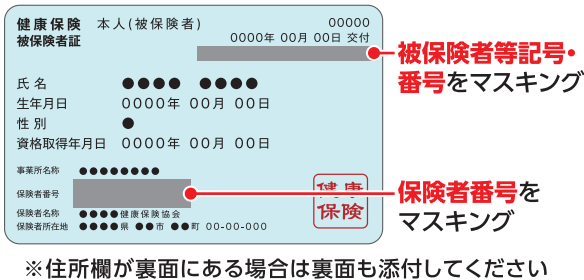 健康保険 本人(被保険者) 00000
被保険者証 0000年 00月 00日 交付
被保険者等記号・
番号をマスキング
氏名 ●●●● ●●●●
生年月日 0000年 00月 00日
性別 ●
資格取得年月日 0000年 00月 00日
事業所名称 ●●●●●●●●
保険者番号
保険者名称 ●●●●健康保険協会
保険者所在地 ●●●●県 ●●市 ●●町 00-00-000
健康
保険
保険者番号を
マスキング
※住所欄が裏面にある場合は裏面も添付してください